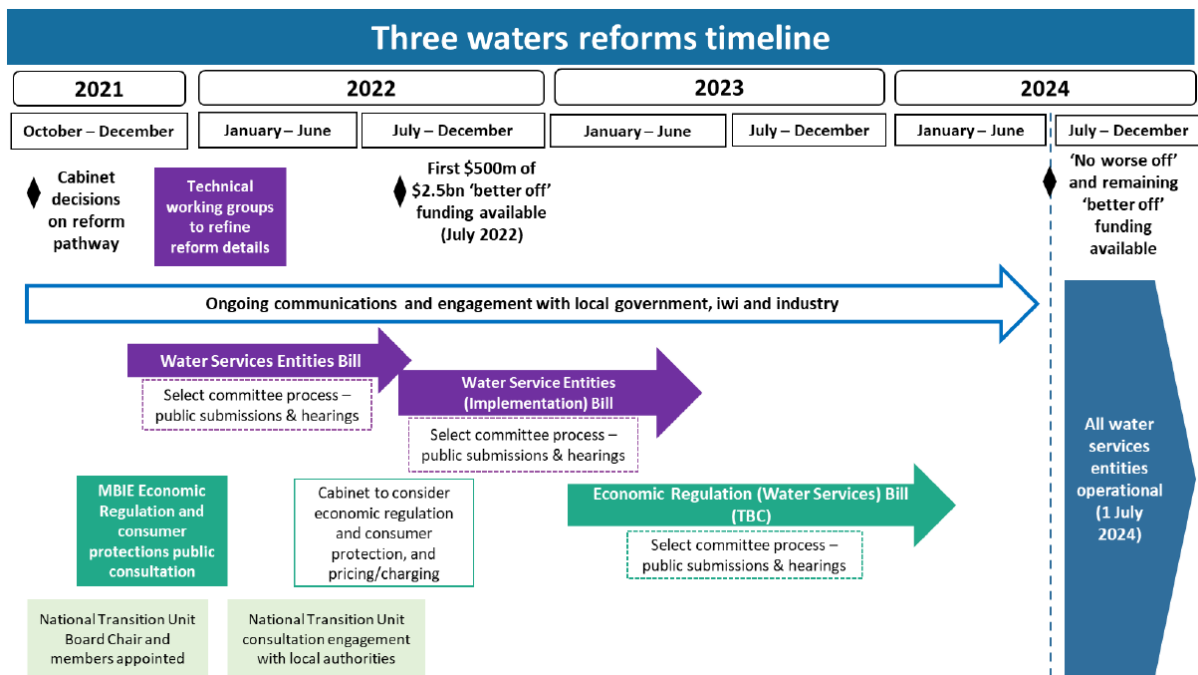 Three waters reforms timeline
2021
2022
2023
2024
October – December
January – June
July – December
January – June
July – December
January – June
July – December
Cabinet
decisions
on reform
pathway
Technical
working groups
to refine
reform details
First $500m of
$2.5bn ‘better off’
funding available
(July 2022)
‘No worse off’
and remaining
‘better off’
funding
available
Ongoing communications and engagement with local government, iwi and industry
Water Services Entities Bill
Select committee process –
public submissions & hearings
Water Service Entities
(Implementation) Bill
Select committee process –
public submissions & hearings
MBIE Economic
Regulation and
consumer
protections public
consultation
Cabinet to consider
economic regulation
and consumer
protection, and
pricing/charging
Economic Regulation (Water Services) Bill
(TBC)
Select committee process –
public submissions & hearings
All water
services
entities
operational
(1 July
2024)
National Transition Unit
Board Chair and
members appointed
National Transition Unit
consultation engagement
with local authorities